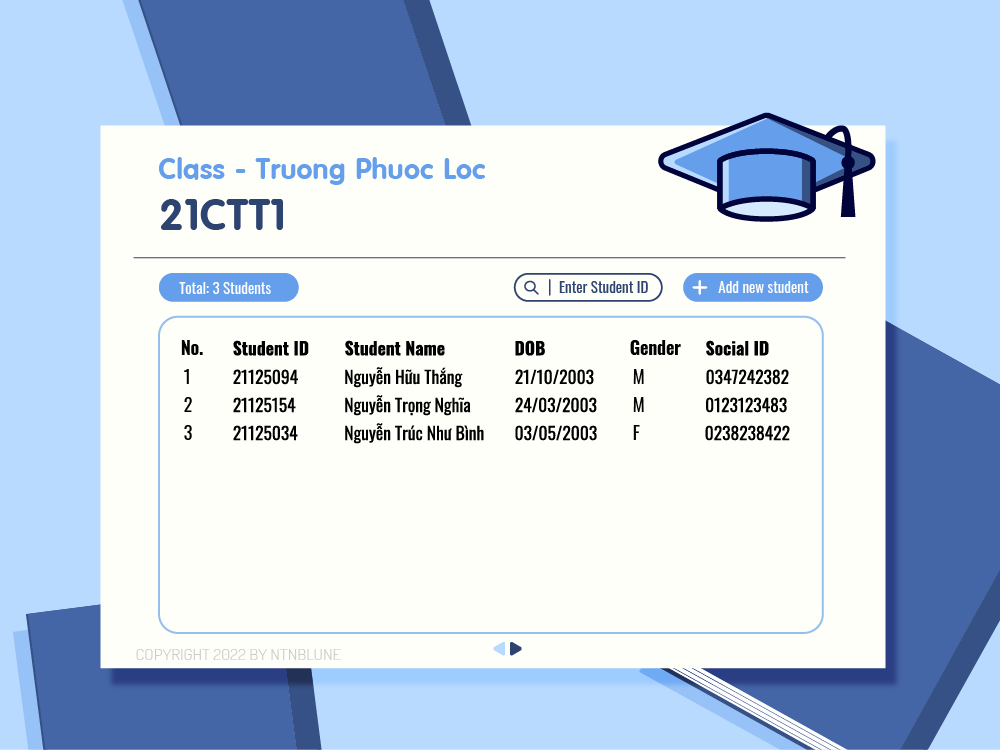 Class - Truong Phuoc Loc
21CTT1
Total: 3 Students
Enter Student ID
Add new student
No. Student ID Student Name DOB Gender Social ID
1 21125094 Nguyễn Hữu Thắng 21/10/2003 M 0347242382
2 21125154 Nguyễn Trọng Nghĩa 24/03/2003 M 0123123483
3 21125034 Nguyễn Trúc Như Bình 03/05/2003 F 0238238422
COPYRIGHT 2022 BY NTNBLUNE